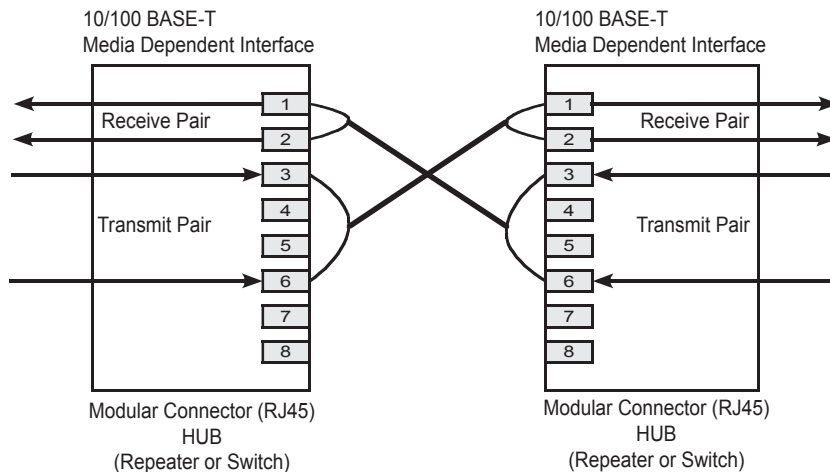 10/100 BASE-T
Media Dependent Interface
10/100 BASE-T
Media Dependent Interface
1
Receive Pair
2
3
4
Transmit Pair
5
6
7
8
1
Receive Pair
2
3
4
Transmit Pair
5
6
7
8
Modular Connector (RJ45)
HUB
(Repeater or Switch)
Modular Connector (RJ45)
HUB
(Repeater or Switch)